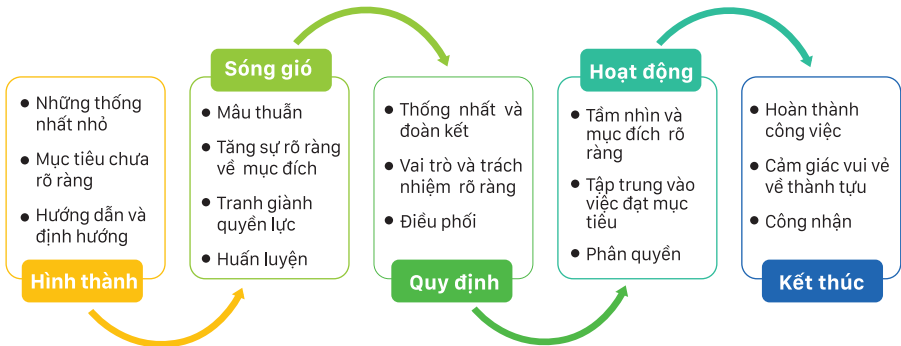 Những thống
nhất nhỏ
Mục tiêu chưa
rõ ràng
Hướng dẫn và
định hướng
Hình thành
Sóng gió
Mâu thuẫn
Tăng sự rõ ràng
về mục đích
Tranh giành
quyền lực
Huấn luyện
Thống nhất và
đoàn kết
Vai trò và trách
nhiệm rõ ràng
Điều phối
Quy định
Hoạt động
Tầm nhìn và
mục đích rõ
ràng
Tập trung vào
việc đạt mục
tiêu
Phân quyền
Hoàn thành
công việc
Cảm giác vui vẻ
về thành tựu
Công nhận
Kết thúc